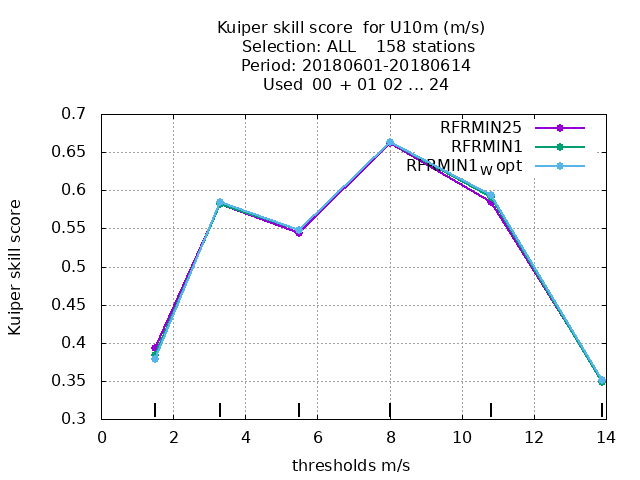 Kuiper skill score  for U10m (m/s)
Selection: ALL    158 stations
Period: 20180601-20180614
Used  00 + 01 02 ... 24
RFRMIN25
RFRMIN1
RFRMIN1_W opt
Kuiper skill score
0.7
0.65
0.6
0.55
0.5
0.45
0.4
0.35
0.3
0 2 4 6 8 10 12 14
thresholds m/s